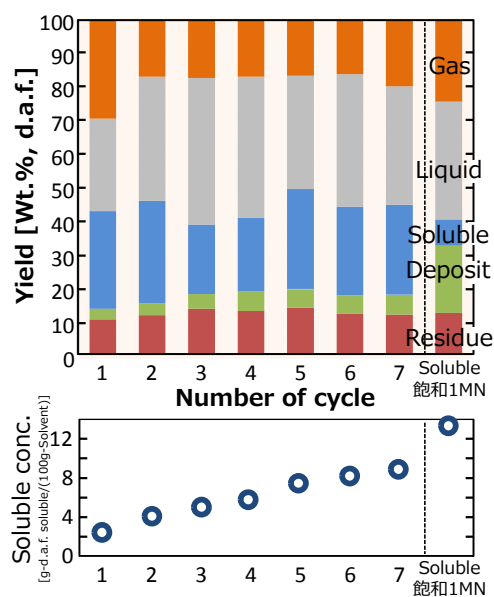 Yield [Wt.%, d.a.f.]
100
90
80
70
60
50
40
30
20
10
0
Gas
Liquid
Soluble
Deposit
Residue
1 2 3 4 5 6 7 Soluble
飽和1MN
Number of cycle
Soluble conc.
[g-d.a.f. soluble/(100g-Solvent)]
12
8
4
0
1 2 3 4 5 6 7 Soluble
飽和1MN